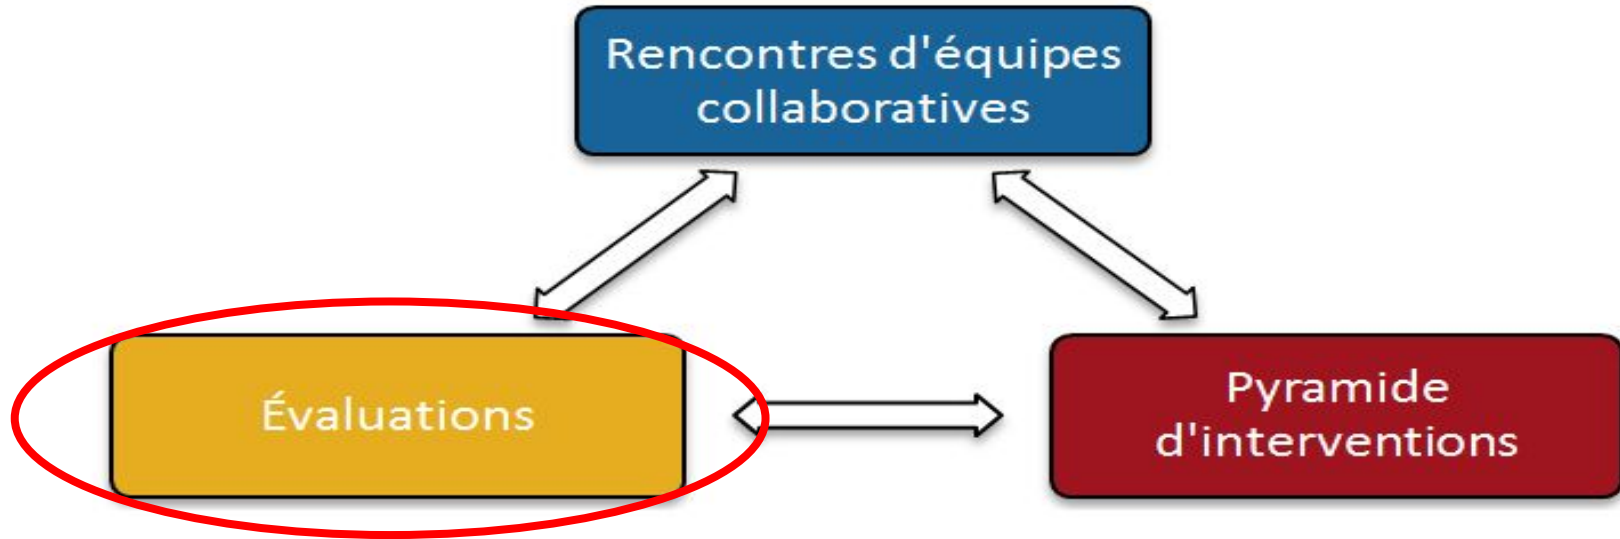 Rencontres d'équipes
collaboratives
Évaluations
Pyramide
d'interventions